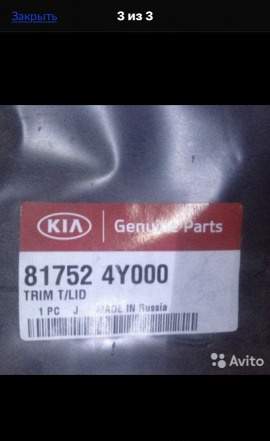 Закрыть
3 из 3
KIA Genuine Parts
81752 4Y000
TRIM T/LID
1 PC J MADE IN Russia
Avito